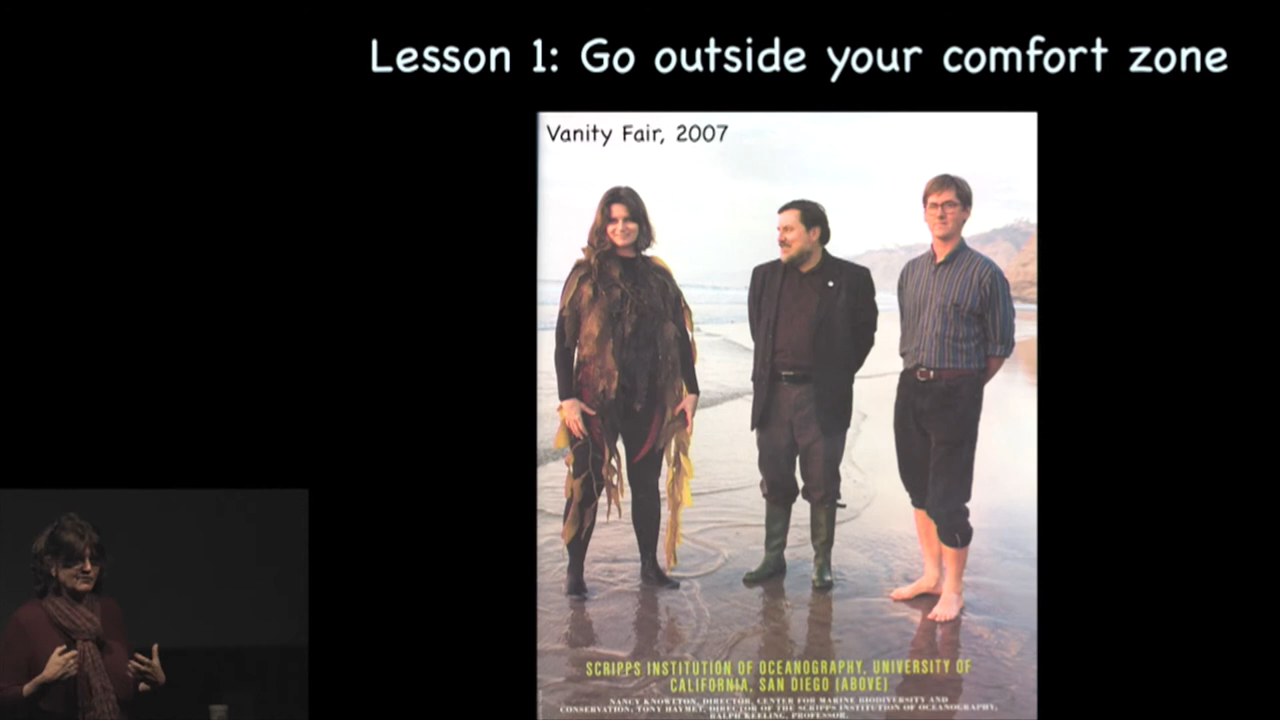 Lesson 1: Go outside your comfort zone
Vanity Fair, 2007
SCRIPPS INSTITUTION OF OCEANOGRAPHY, UNIVERSITY OF
CALIFORNIA, SAN DIEGO (ABOVE)
NANCY KNOWLTON, DIRECTOR, CENTER FOR MARINE BIODIVERSITY AND
CONSERVATION, TONY HAYMET, DIRECTOR OF THE SCRIPPS INSTITUTION OF OCEANOGRAPHY,
RALPH KEELING, PROFESSOR.